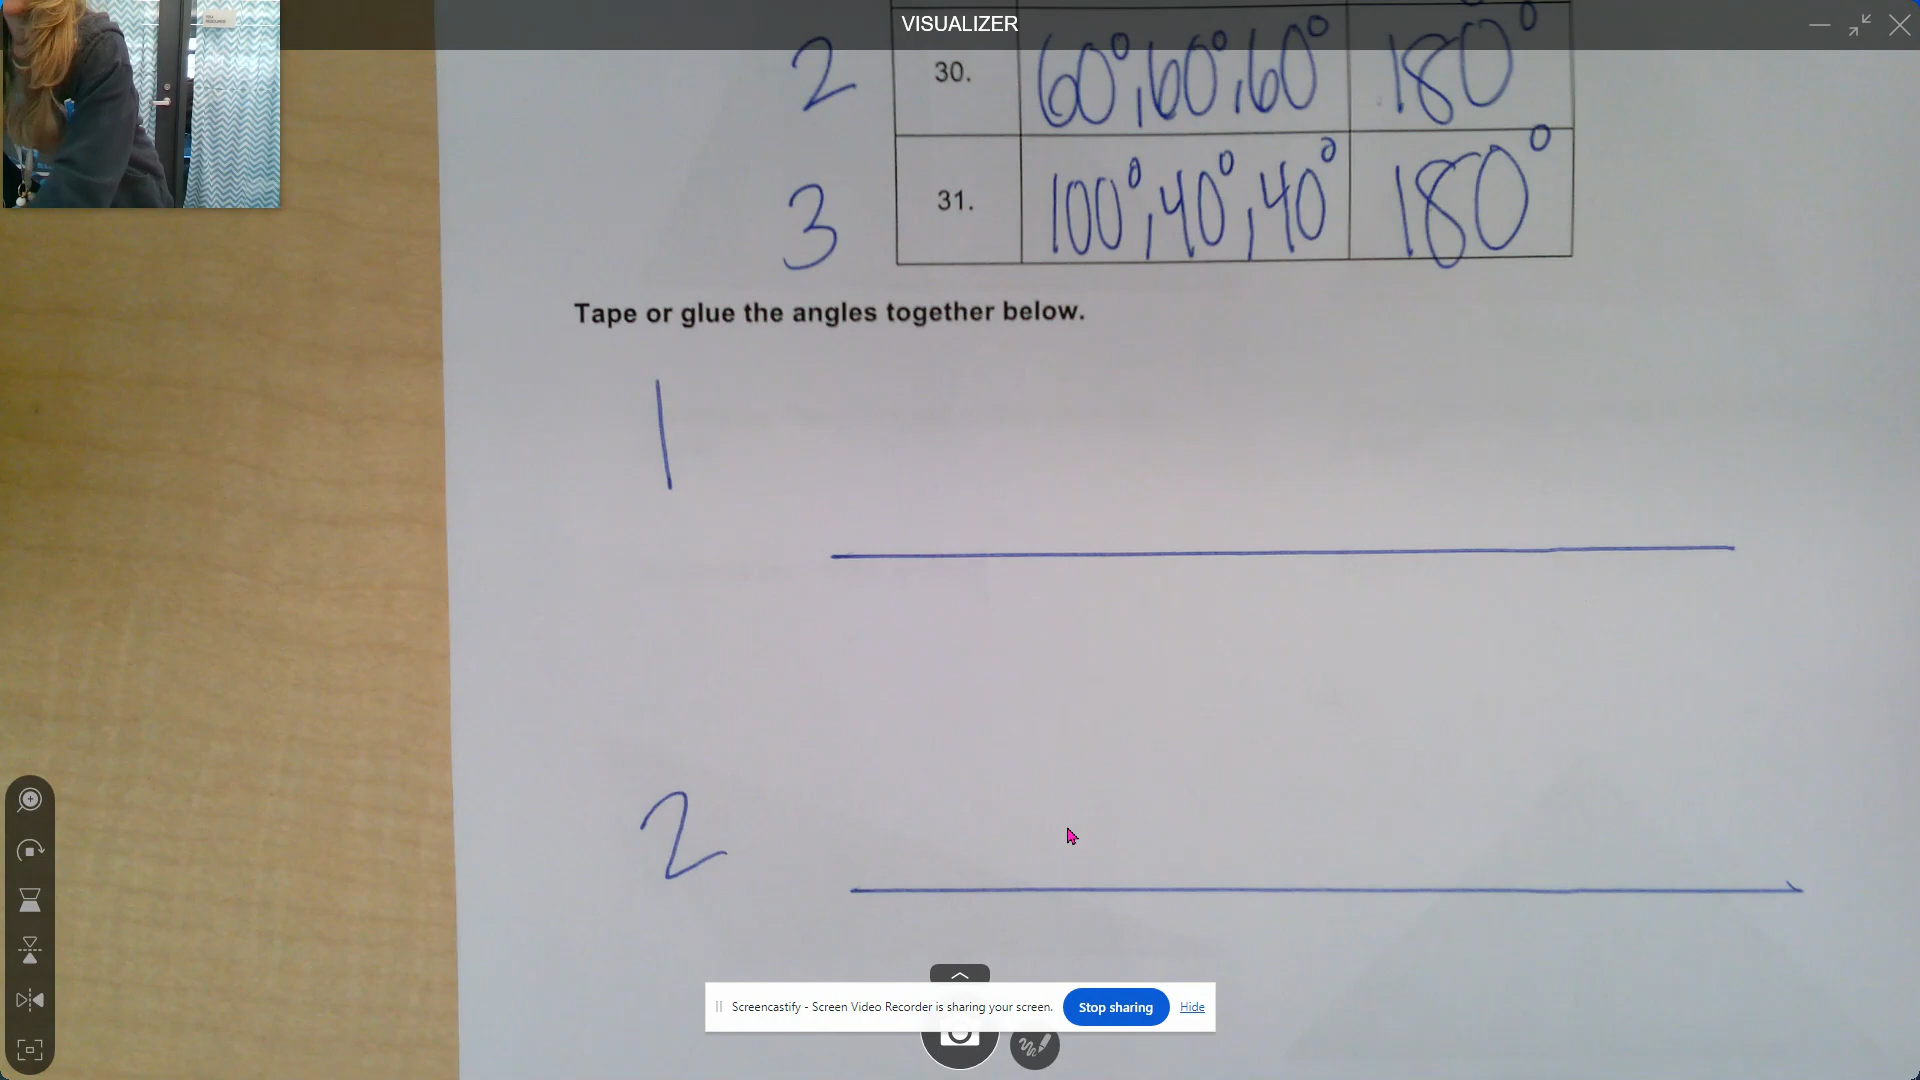 VISUALIZER
2 30. 60°,60°,60° 180°
3 31. 100°,40°,40° 180°
Tape or glue the angles together below.
1
2
Screencastify - Screen Video Recorder is sharing your screen. Stop sharing Hide